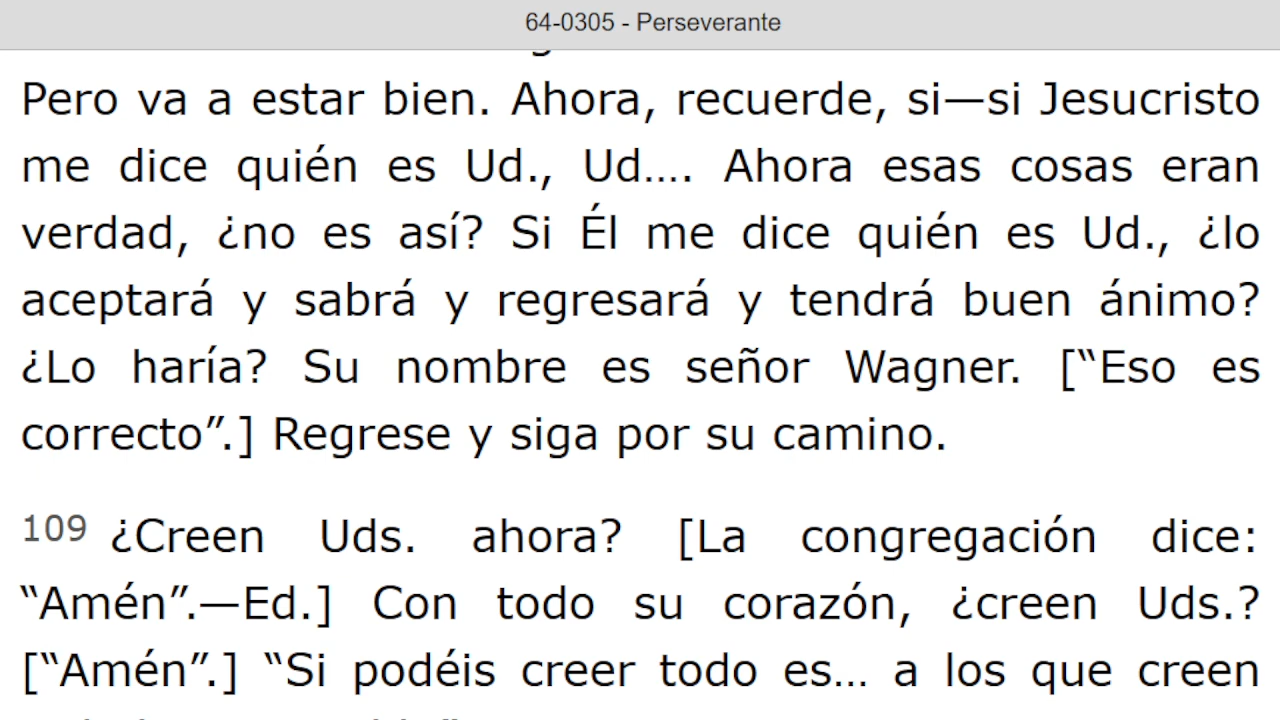 64-0305 - Perseverante
Pero va a estar bien. Ahora, recuerde, si—si Jesucristo
me dice quién es Ud., Ud.... Ahora esas cosas eran
verdad, ¿no es así? Si Él me dice quién es Ud., ¿lo
aceptará y sabrá y regresará y tendrá buen ánimo?
¿Lo haría? Su nombre es señor Wagner. [“Eso es
correcto”.] Regrese y siga por su camino.
109 ¿Creen Uds. ahora? [La congregación dice:
“Amén”.—Ed.] Con todo su corazón, ¿creen Uds.?
[“Amén”.] “Si podéis creer todo es... a los que creen